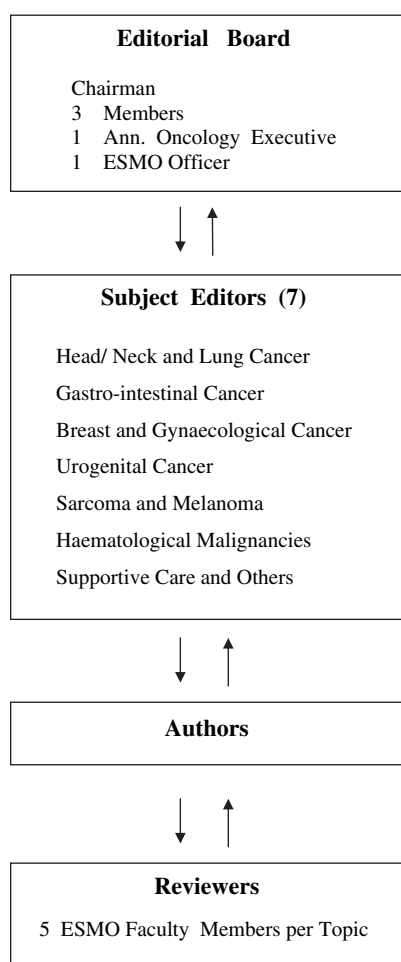 Editorial Board
Chairman
3 Members
1 Ann. Oncology Executive
1 ESMO Officer
Subject Editors (7)
Head/ Neck and Lung Cancer
Gastro-intestinal Cancer
Breast and Gynaecological Cancer
Urogenital Cancer
Sarcoma and Melanoma
Haematological Malignancies
Supportive Care and Others
Authors
Reviewers
5 ESMO Faculty Members per Topic